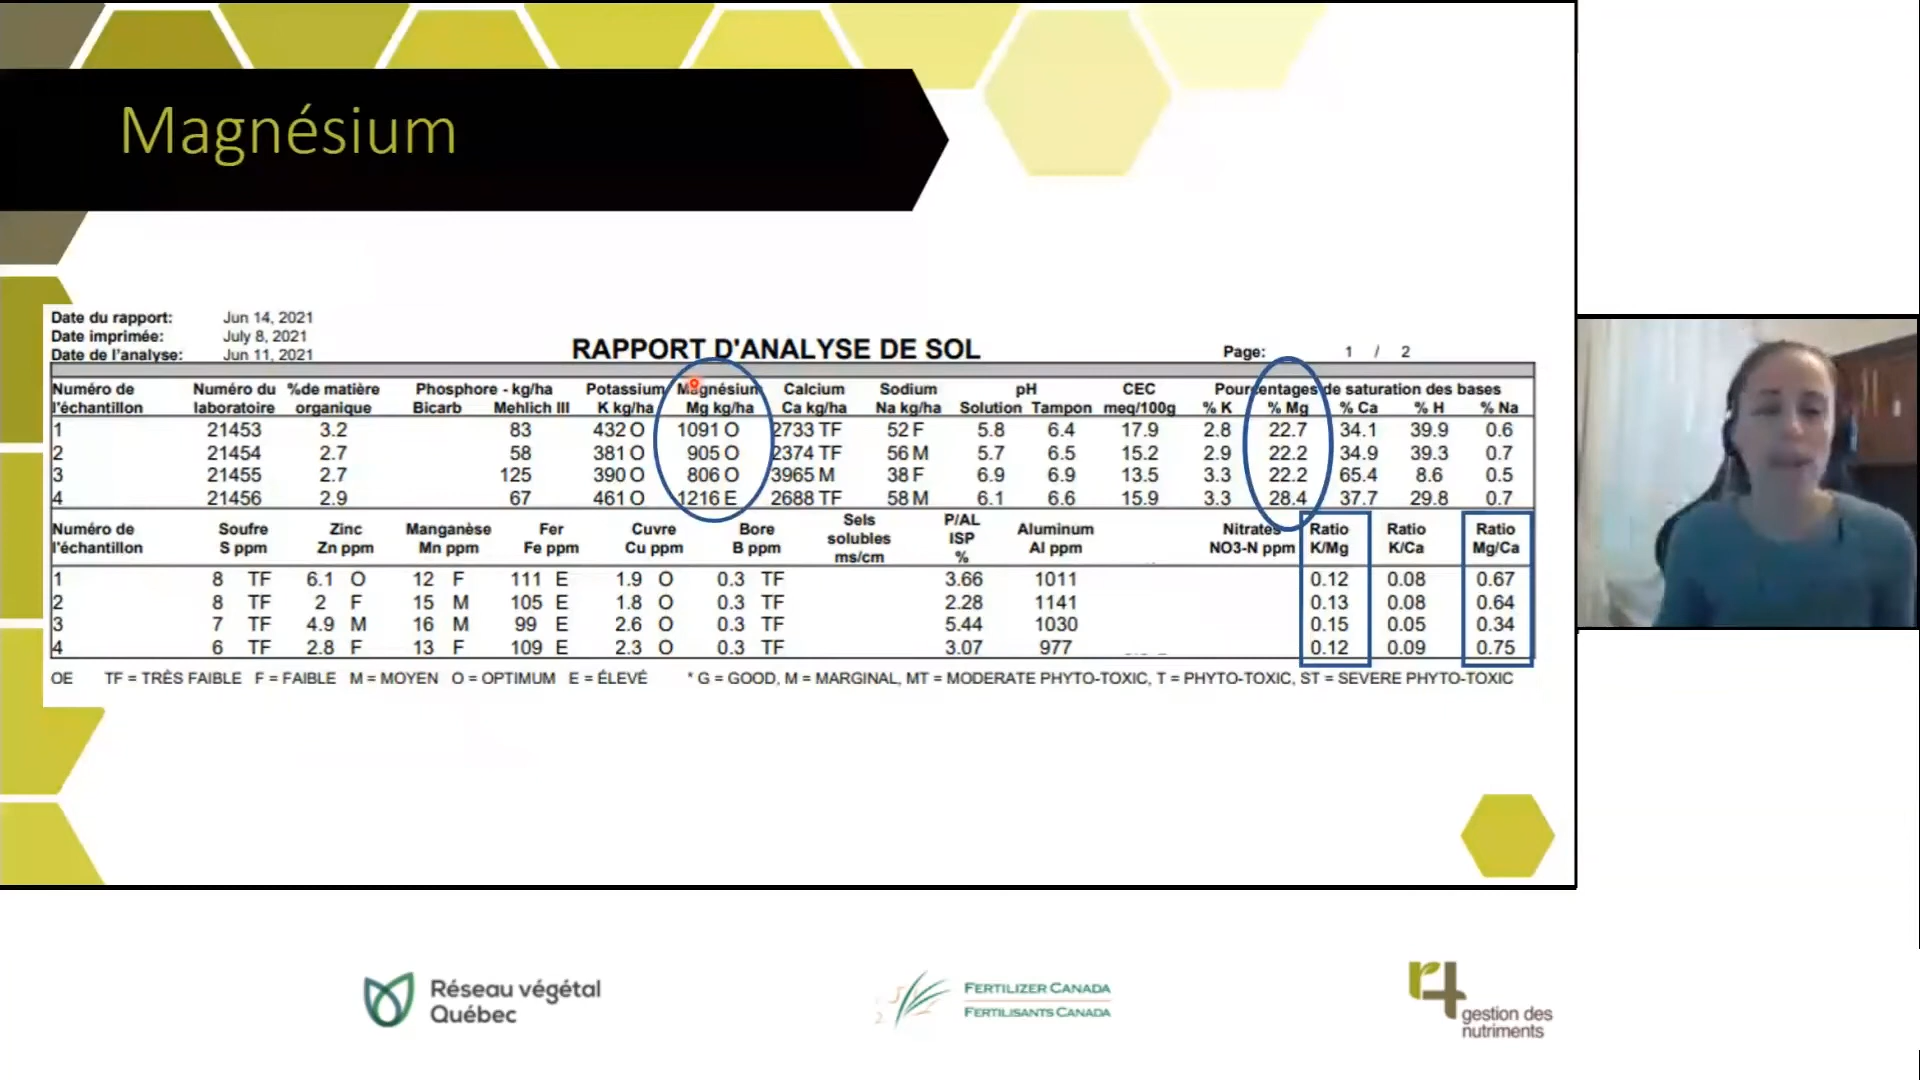 Magnésium
Date du rapport: Jun 14, 2021
Date imprimée: July 8, 2021
Date de l'analyse: Jun 11, 2021
RAPPORT D'ANALYSE DE SOL
Page: 1 / 2
Numéro de Numéro du %de matière Phosphore - kg/ha Potassium Magnésium Calcium Sodium pH CEC Pourcentages de saturation des bases
l'échantillon laboratoire organique Bicarb Mehlich III K kg/ha Mg kg/ha Ca kg/ha Na kg/ha Solution Tampon meq/100g % K % Mg % Ca % H % Na
1 21453 3.2 83 432 O 1091 O 2733 TF 52 F 5.8 6.4 17.9 2.8 22.7 34.1 39.9 0.6
2 21454 2.7 58 381 O 905 O 2374 TF 56 M 5.7 6.5 15.2 2.9 22.2 34.9 39.3 0.7
3 21455 2.7 125 390 O 806 O 3965 M 38 F 6.9 6.9 13.5 3.3 22.2 65.4 8.6 0.5
4 21456 2.9 67 461 O 1216 E 2688 TF 58 M 6.1 6.6 15.9 3.3 28.4 37.7 29.8 0.7
Numéro de Soufre Zinc Manganèse Fer Cuvre Bore Sels P/AL Aluminum Nitrates Ratio Ratio Ratio
l'échantillon S ppm Zn ppm Mn ppm Fe ppm Cu ppm B ppm solubles ISP Al ppm NO3-N ppm K/Mg K/Ca Mg/Ca
ms/cm %
1 8 TF 6.1 O 12 F 111 E 1.9 O 0.3 TF 3.66 1011 0.12 0.08 0.67
2 8 TF 2 F 15 M 105 E 1.8 O 0.3 TF 2.28 1141 0.13 0.08 0.64
3 7 TF 4.9 M 16 M 99 E 2.6 O 0.3 TF 5.44 1030 0.15 0.05 0.34
4 6 TF 2.8 F 13 F 109 E 2.3 O 0.3 TF 3.07 977 0.12 0.09 0.75
OE TF = TRÈS FAIBLE F = FAIBLE M = MOYEN O = OPTIMUM E = ÉLEVÉ * G = GOOD, M = MARGINAL, MT = MODERATE PHYTO-TOXIC, T = PHYTO-TOXIC, ST = SEVERE PHYTO-TOXIC
Réseau végétal
Québec
FERTILIZER CANADA
FERTILISANTS CANADA
r4
gestion des
nutriments